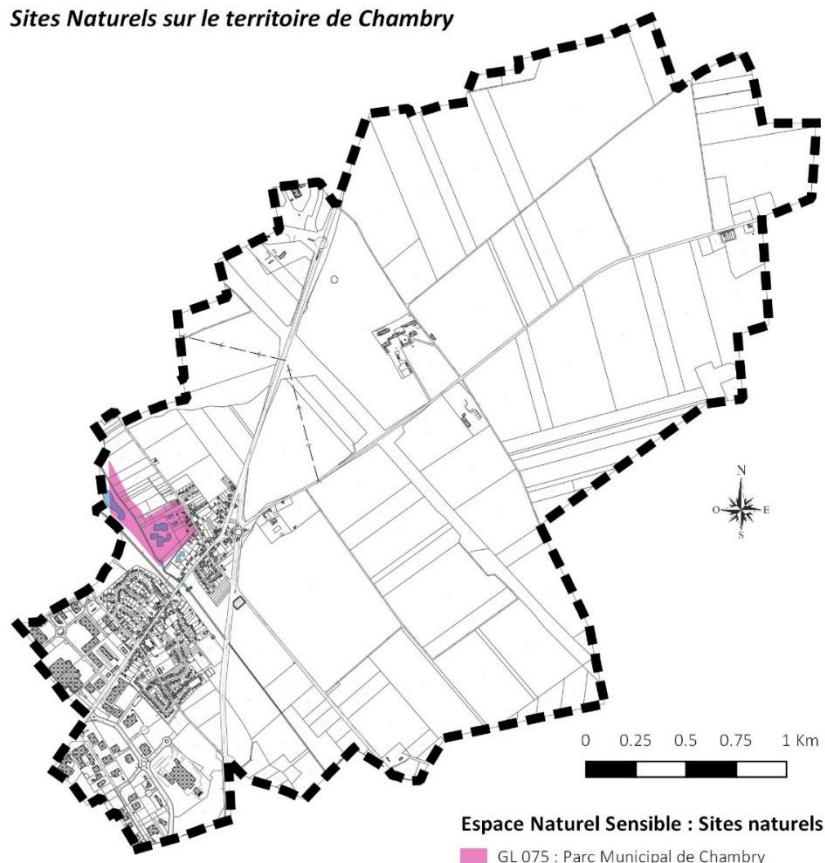 Sites Naturels sur le territoire de Chambry
N
O E
S
0 0.25 0.5 0.75 1 Km
Espace Naturel Sensible : Sites naturels
GL 075 : Parc Municipal de Chambry